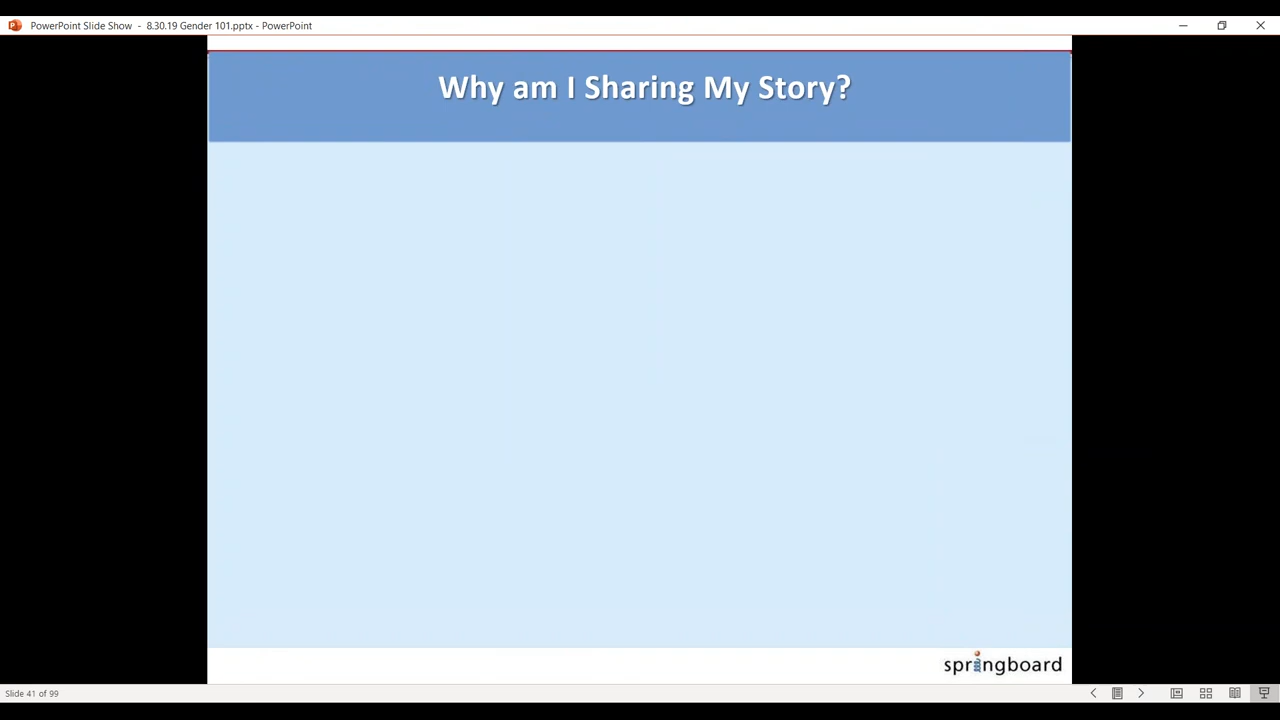 PowerPoint Slide Show - 8.30.19 Gender 101.pptx - PowerPoint
Why am I Sharing My Story?
springboard
Slide 41 of 99